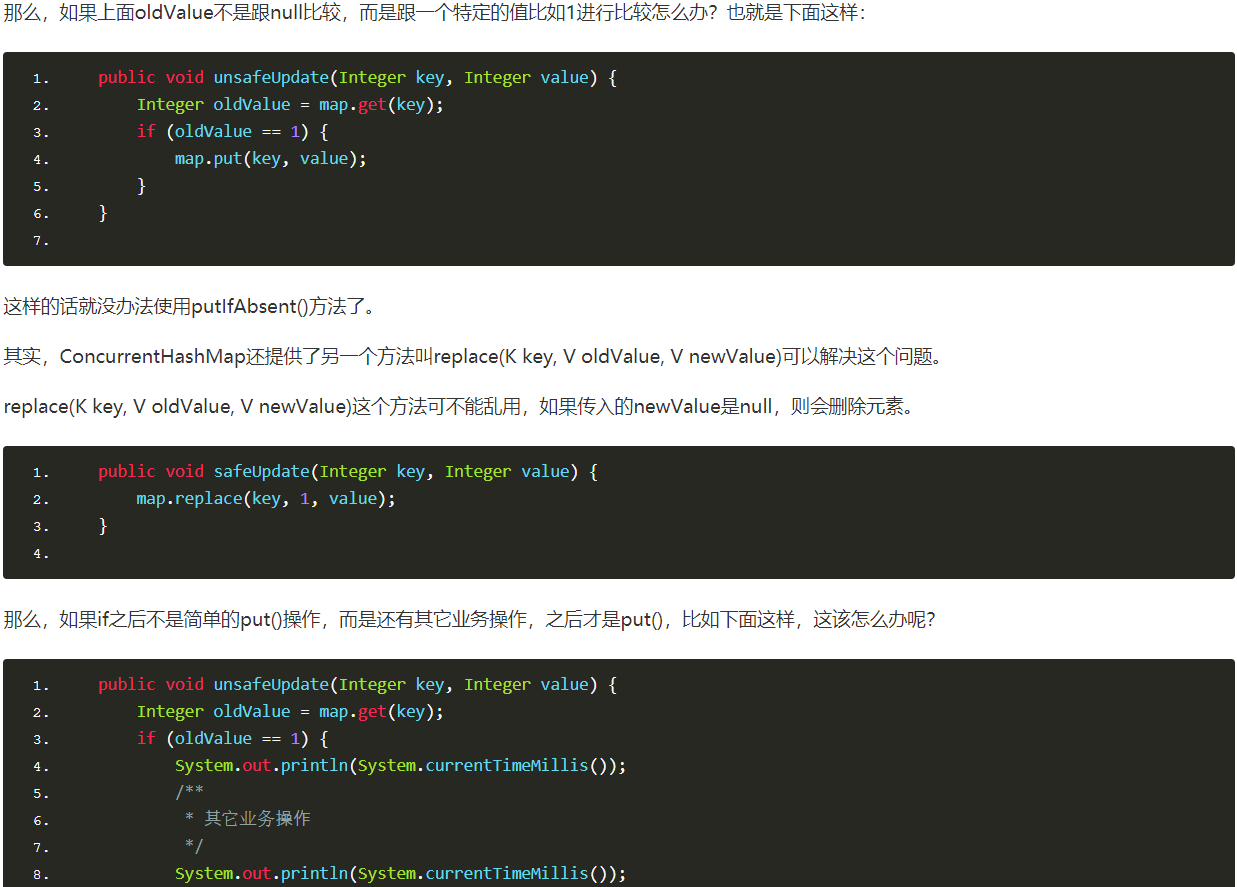 那么，如果上面oldValue不是跟null比较，而是跟一个特定的值比如1进行比较怎么办？也就是下面这样：
1.     public void unsafeUpdate(Integer key, Integer value) {
2.         Integer oldValue = map.get(key);
3.         if (oldValue == 1) {
4.             map.put(key, value);
5.         }
6.     }
7.
这样的话就没办法使用putIfAbsent()方法了。
其实，ConcurrentHashMap还提供了另一个方法叫replace(K key, V oldValue, V newValue)可以解决这个问题。
replace(K key, V oldValue, V newValue)这个方法可不能乱用，如果传入的newValue是null，则会删除元素。
1.     public void safeUpdate(Integer key, Integer value) {
2.         map.replace(key, 1, value);
3.     }
4.
那么，如果if之后不是简单的put()操作，而是还有其它业务操作，之后才是put()，比如下面这样，这该怎么办呢？
1.     public void unsafeUpdate(Integer key, Integer value) {
2.         Integer oldValue = map.get(key);
3.         if (oldValue == 1) {
4.             System.out.println(System.currentTimeMillis());
5.             /**
6.              * 其它业务操作
7.              */
8.             System.out.println(System.currentTimeMillis());